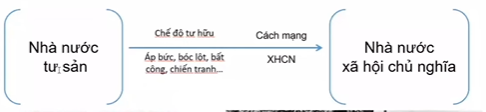 Nhà nước
tư sản
Chế độ tư hữu
Áp bức, bóc lột, bất
công, chiến tranh...
Cách mạng
XHCN
Nhà nước
xã hội chủ nghĩa